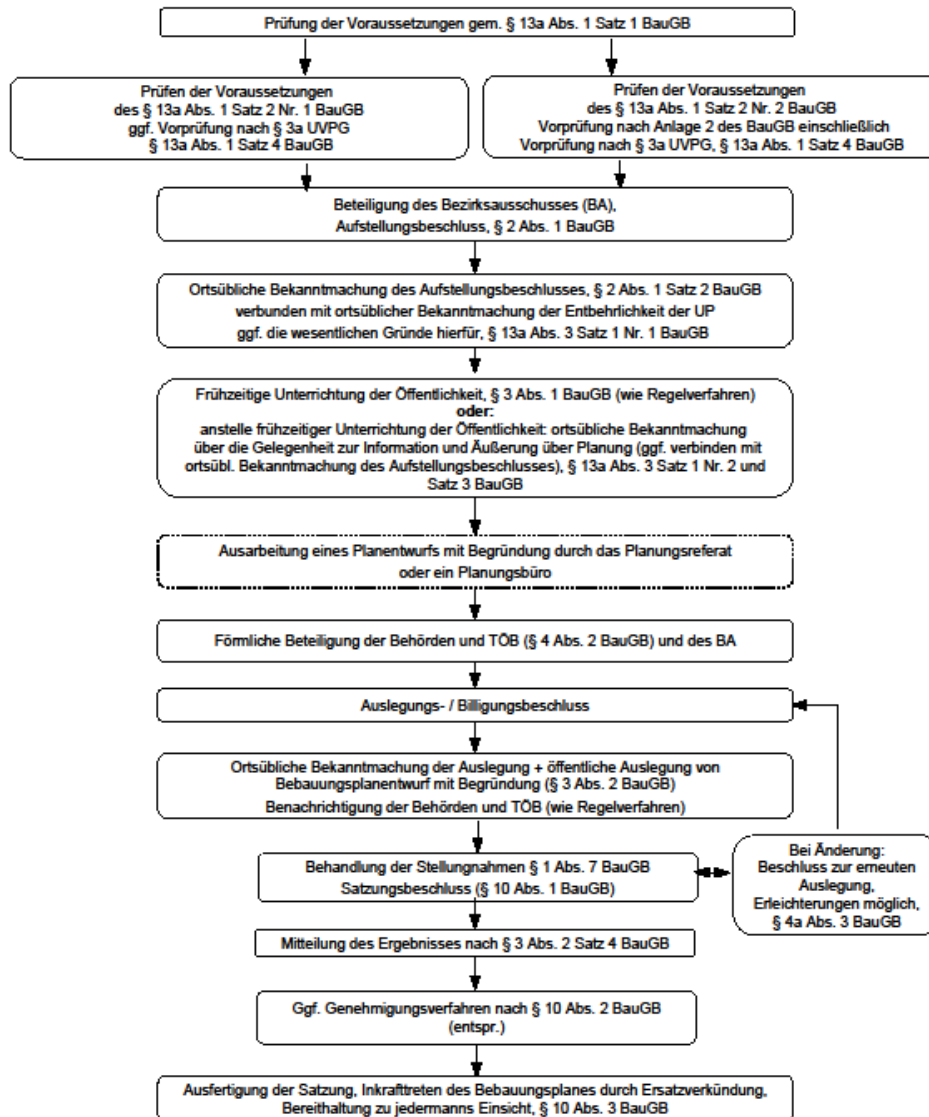 Prüfung der Voraussetzungen gem. § 13a Abs. 1 Satz 1 BauGB
Prüfen der Voraussetzungen
des § 13a Abs. 1 Satz 2 Nr. 1 BauGB
ggf. Vorprüfung nach § 3a UVPG
§ 13a Abs. 1 Satz 4 BauGB
Prüfen der Voraussetzungen
des § 13a Abs. 1 Satz 2 Nr. 2 BauGB
Vorprüfung nach Anlage 2 des BauGB einschließlich
Vorprüfung nach § 3a UVPG, § 13a Abs. 1 Satz 4 BauGB
Beteiligung des Bezirksausschusses (BA),
Aufstellungsbeschluss, § 2 Abs. 1 BauGB
Ortsübliche Bekanntmachung des Aufstellungsbeschlusses, § 2 Abs. 1 Satz 2 BauGB
verbunden mit ortsüblicher Bekanntmachung der Entbehrlichkeit der UP
ggf. die wesentlichen Gründe hierfür, § 13a Abs. 3 Satz 1 Nr. 1 BauGB
Frühzeitige Unterrichtung der Öffentlichkeit, § 3 Abs. 1 BauGB (wie Regelverfahren)
oder:
anstelle frühzeitiger Unterrichtung der Öffentlichkeit: ortsübliche Bekanntmachung
über die Gelegenheit zur Information und Äußerung über Planung (ggf. verbinden mit
ortsübl. Bekanntmachung des Aufstellungsbeschlusses), § 13a Abs. 3 Satz 1 Nr. 2 und
Satz 3 BauGB
Ausarbeitung eines Planentwurfs mit Begründung durch das Planungsreferat
oder ein Planungsbüro
Förmliche Beteiligung der Behörden und TÖB (§ 4 Abs. 2 BauGB) und des BA
Auslegungs- / Billigungsbeschluss
Ortsübliche Bekanntmachung der Auslegung + öffentliche Auslegung von
Bebauungsplanentwurf mit Begründung (§ 3 Abs. 2 BauGB)
Benachrichtigung der Behörden und TÖB (wie Regelverfahren)
Behandlung der Stellungnahmen § 1 Abs. 7 BauGB
Satzungsbeschluss (§ 10 Abs. 1 BauGB)
Bei Änderung:
Beschluss zur erneuten
Auslegung,
Erleichterungen möglich,
§ 4a Abs. 3 BauGB
Mitteilung des Ergebnisses nach § 3 Abs. 2 Satz 4 BauGB
Ggf. Genehmigungsverfahren nach § 10 Abs. 2 BauGB
(entspr.)
Ausfertigung der Satzung, Inkrafttreten des Bebauungsplanes durch Ersatzverkündung,
Bereithaltung zu jedermanns Einsicht, § 10 Abs. 3 BauGB